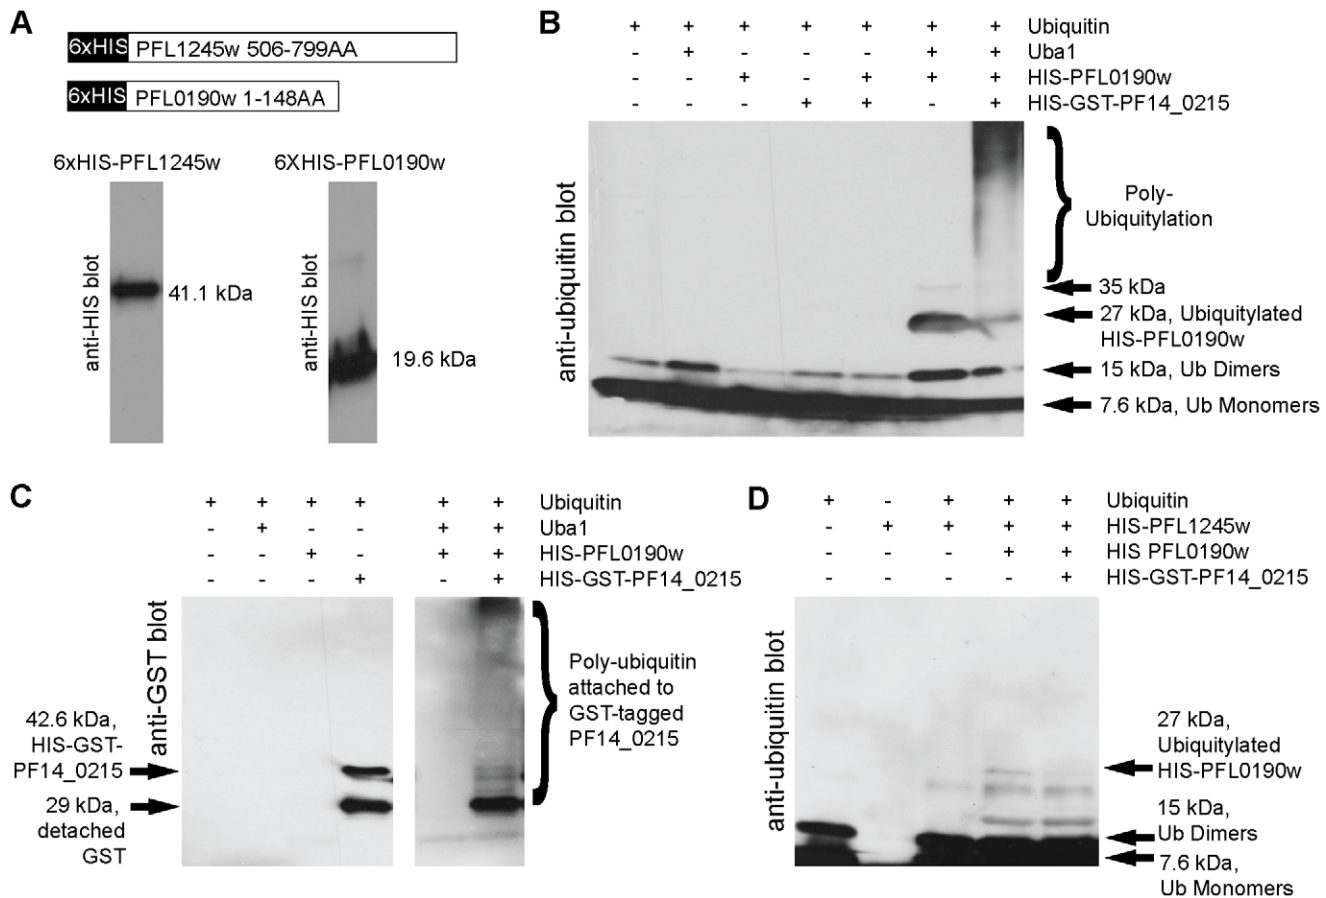 A
6xHIS PFL1245w 506-799AA
6xHIS PFL0190w 1-148AA
6xHIS-PFL1245w
6XHIS-PFL0190w
anti-HIS blot
41.1 kDa
anti-HIS blot
19.6 kDa
B
+ + + + + + + Ubiquitin
- + - - - + + Uba1
- - + - + + + HIS-PFL0190w
- - - + + - + HIS-GST-PF14_0215
anti-ubiquitin blot
Poly-
Ubiquitylation
35 kDa
27 kDa, Ubiquitylated
HIS-PFL0190w
15 kDa, Ub Dimers
7.6 kDa, Ub Monomers
C
+ + + + + + Ubiquitin
- + - - + + Uba1
- - + - + + HIS-PFL0190w
- - - + - + HIS-GST-PF14_0215
anti-GST blot
42.6 kDa,
HIS-GST-
PF14_0215
29 kDa,
detached
GST
Poly-ubiquitin
attached to
GST-tagged
PF14_0215
D
+ - + + + Ubiquitin
- + + + + HIS-PFL1245w
- - - + + HIS PFL0190w
- - - - + HIS-GST-PF14_0215
anti-ubiquitin blot
27 kDa,
Ubiquitylated
HIS-PFL0190w
15 kDa,
Ub Dimers
7.6 kDa,
Ub Monomers